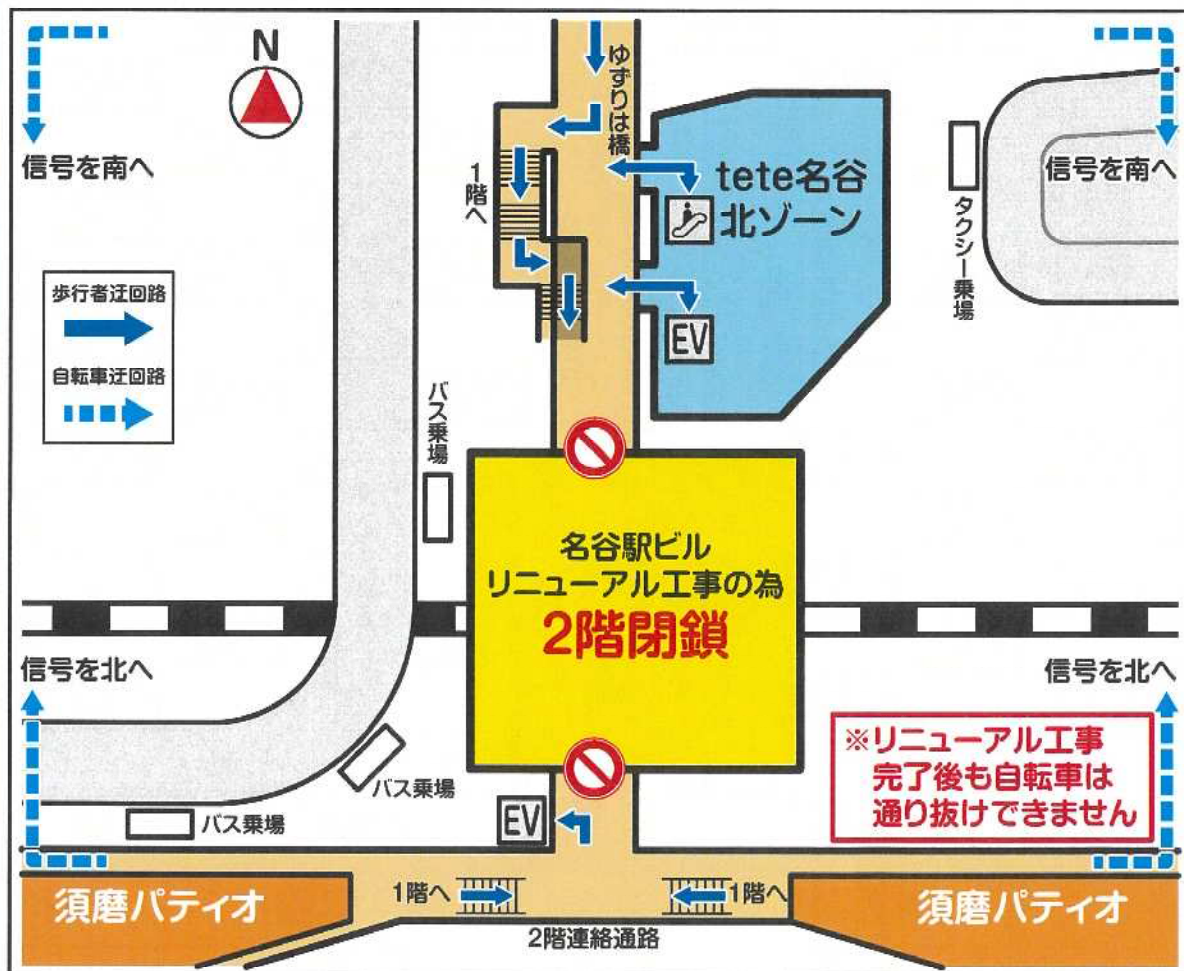 N
ゆずりは橋
信号を南へ
1階へ
tete名谷
北ゾーン
タクシー乗場
信号を南へ
歩行者迂回路
自転車迂回路
EV
バス乗場
名谷駅ビル
リニューアル工事の為
2階閉鎖
信号を北へ
信号を北へ
※リニューアル工事
完了後も自転車は
通り抜けできません
バス乗場
バス乗場
EV
須磨パティオ
1階へ
1階へ
須磨パティオ
2階連絡通路